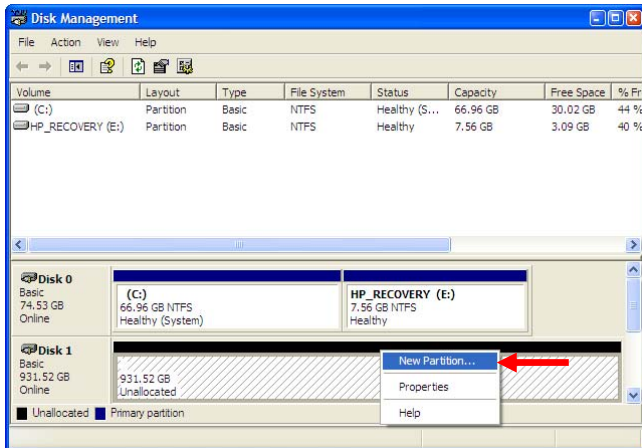 Disk Management
File Action View Help
Volume Layout Type File System Status Capacity Free Space % Fr
(C:) Partition Basic NTFS Healthy (S... 66.96 GB 30.02 GB 44 %
HP_RECOVERY (E:) Partition Basic NTFS Healthy 7.56 GB 3.09 GB 40 %
Disk 0
Basic
74.53 GB
Online
(C:)
66.96 GB NTFS
Healthy (System)
HP_RECOVERY (E:)
7.56 GB NTFS
Healthy
Disk 1
Basic
931.52 GB
Online
931.52 GB
Unallocated
New Partition...
Properties
Help
Unallocated Primary partition